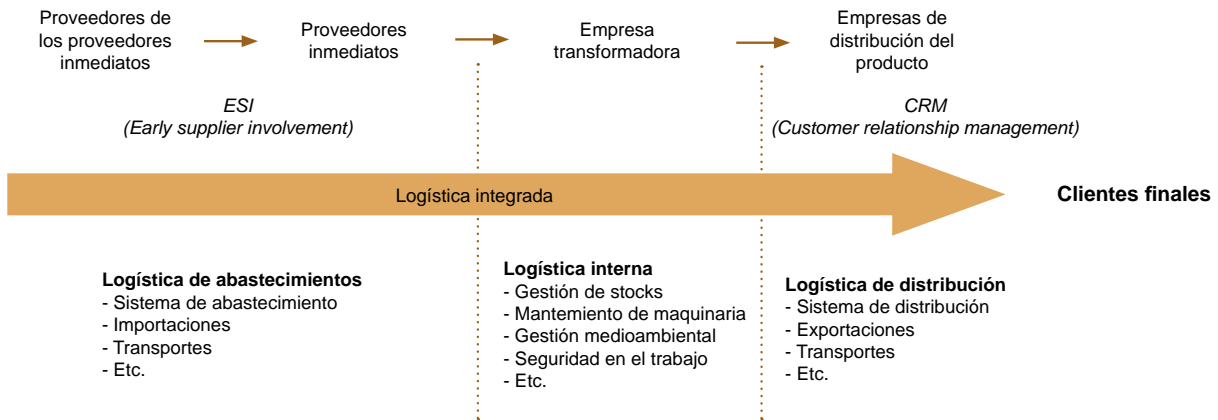 Proveedores de
los proveedores
inmediatos
Proveedores
inmediatos
Empresa
transformadora
Empresas de
distribución del
producto
ESI
(Early supplier involvement)
CRM
(Customer relationship management)
Logística integrada
Clientes finales
Logística de abastecimientos
- Sistema de abastecimiento
- Importaciones
- Transportes
- Etc.
Logística interna
- Gestión de stocks
- Mantemiento de maquinaria
- Gestión medioambiental
- Seguridad en el trabajo
- Etc.
Logística de distribución
- Sistema de distribución
- Exportaciones
- Transportes
- Etc.